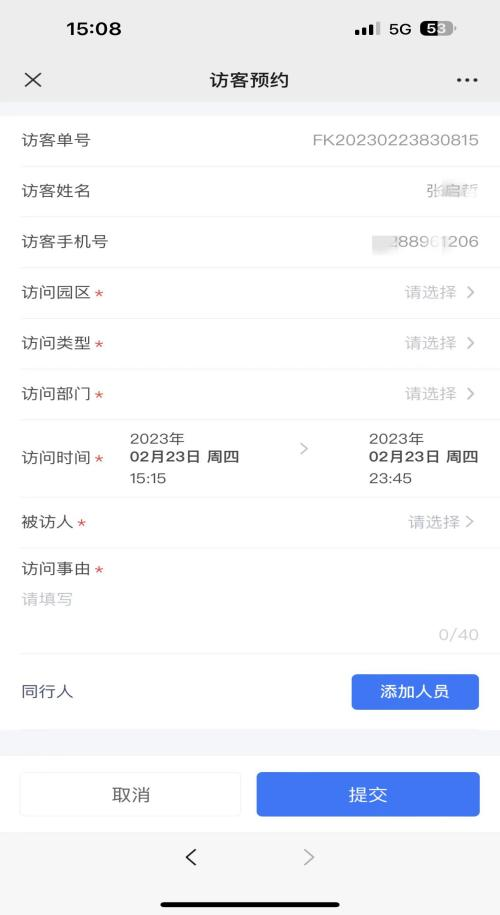 15:08
5G 53
访客预约
访客单号 FK20230223830815
访客姓名 张
访客手机号 1206
访问园区* 请选择
访问类型* 请选择
访问部门* 请选择
访问时间*
2023年 2023年
02月23日 周四 02月23日 周四
15:15 23:45
被访人* 请选择
访问事由*
请填写
0/40
同行人 添加人员
取消 提交